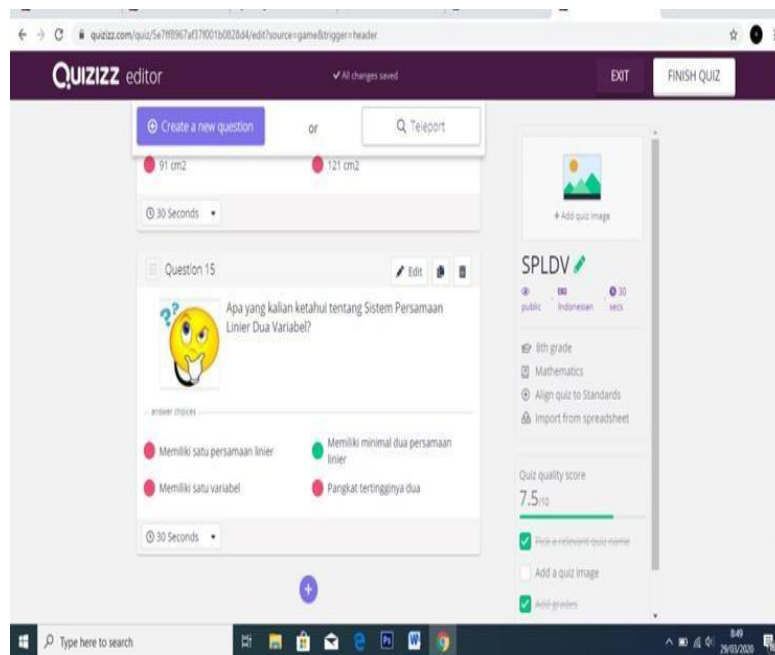 quizizz.com/quiz/5e7ff8967af37f001b0828d4/edit?source=game&trigger=header
QUIZIZZ editor
All changes saved
EXIT
FINISH QUIZ
Create a new question
or
Teleport
91 cm2
121 cm2
30 Seconds
+ Add quiz image
Question 15
Edit
Apa yang kalian ketahui tentang Sistem Persamaan
Linier Dua Variabel?
answer choices
Memiliki satu persamaan linier
Memiliki minimal dua persamaan
linier
Memiliki satu variabel
Pangkat tertingginya dua
30 Seconds
SPLDV
public
Indonesian
30
secs
8th grade
Mathematics
Align quiz to Standards
Import from spreadsheet
Quiz quality score
7.5/10
Pick a relevant quiz name
Add a quiz image
Add grades
Type here to search
8:49
29/03/2020